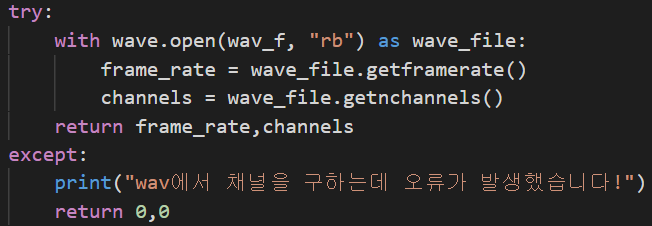 try:
    with wave.open(wav_f, "rb") as wave_file:
        frame_rate = wave_file.getframerate()
        channels = wave_file.getnchannels()
    return frame_rate,channels
except:
    print("wav에서 채널을 구하는데 오류가 발생했습니다!")
    return 0,0